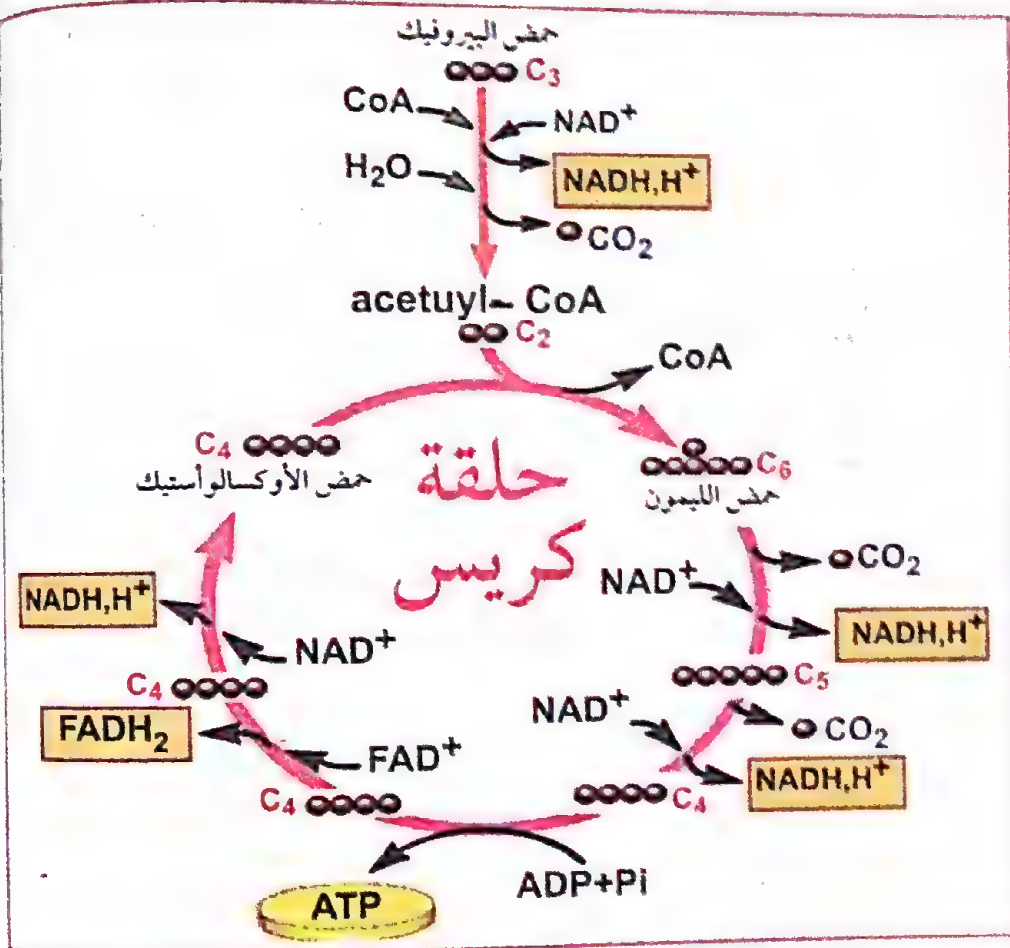 حمض البيروفيك
C₃
CoA
NAD⁺
H₂O
NADH,H⁺
CO₂
acetuyl~ CoA
C₂
CoA
C₄
حمض الأوكسالوأستيك
حلقة
كريس
C₆
حمض الليمون
CO₂
NAD⁺
NADH,H⁺
NADH,H⁺
NAD⁺
C₅
C₄
NAD⁺
CO₂
FADH₂
FAD⁺
NADH,H⁺
C₄
C₄
ADP+Pi
ATP